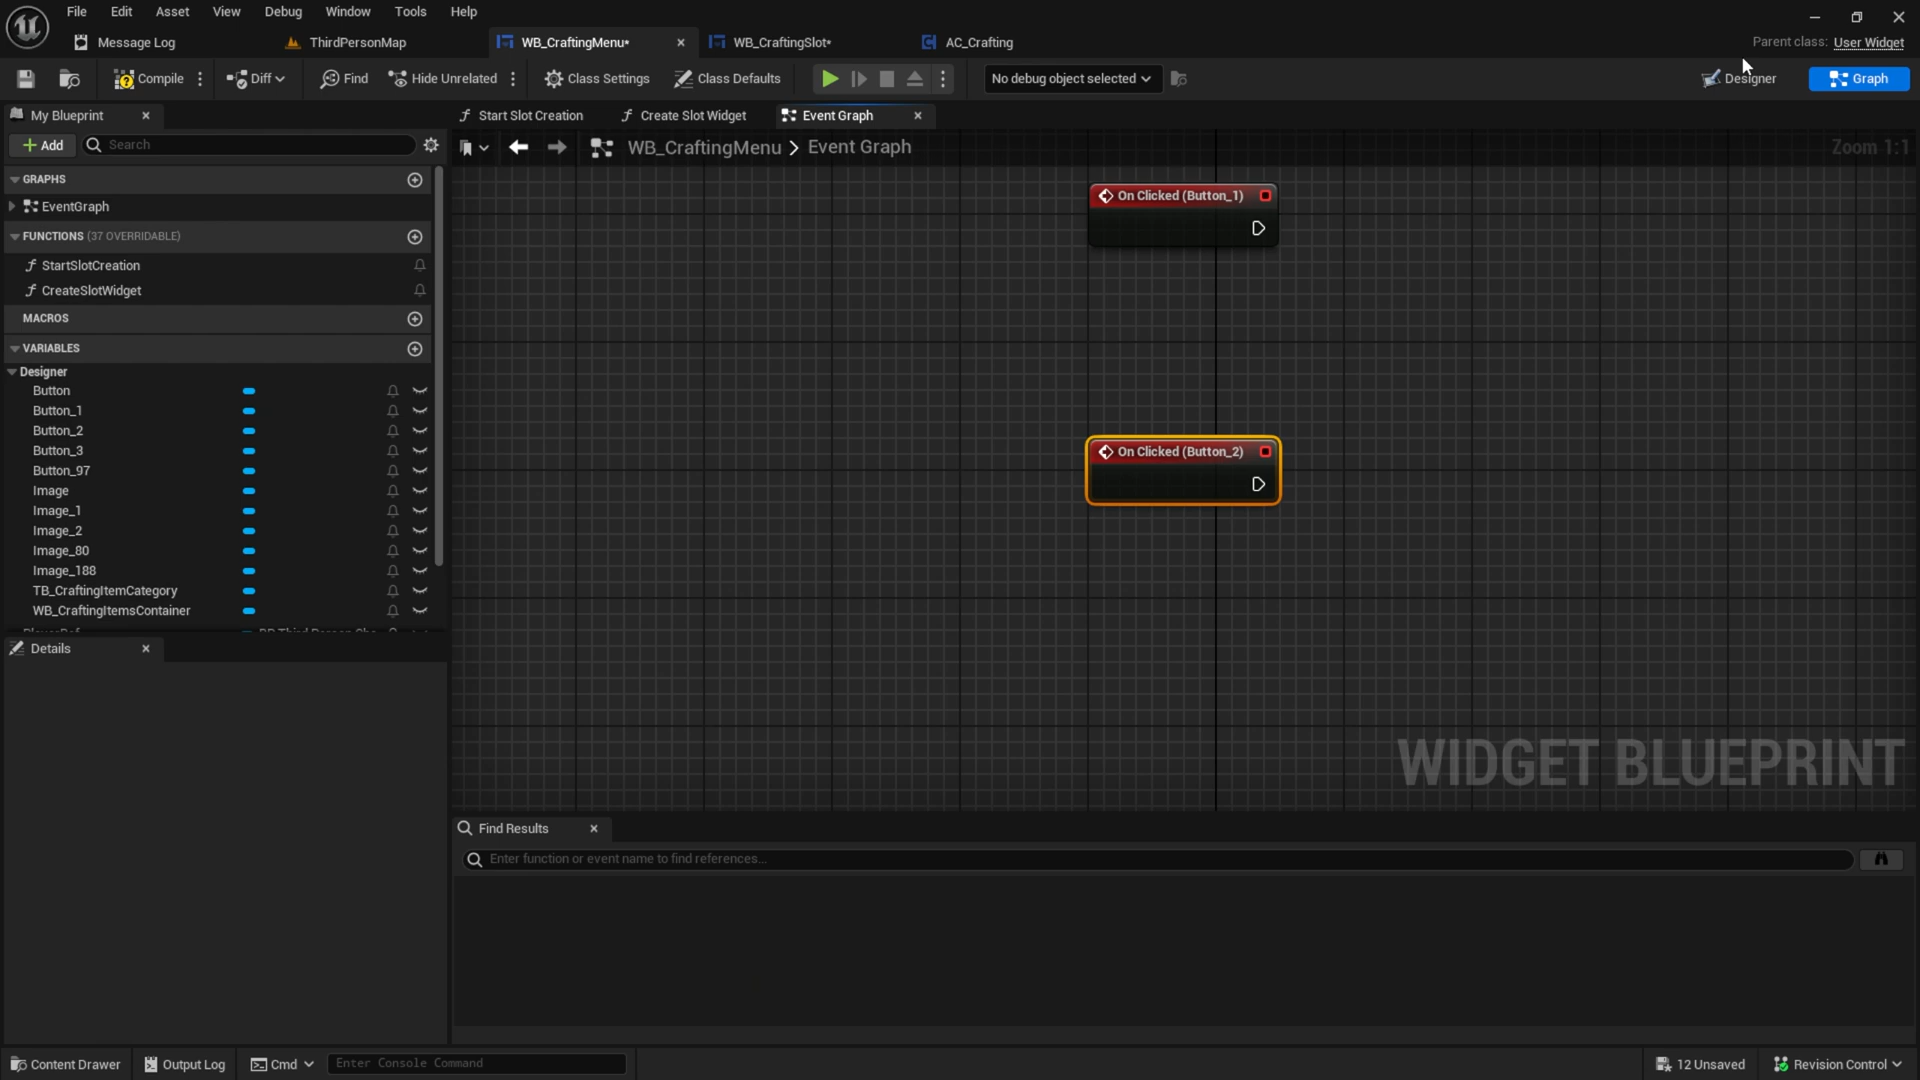 File Edit Asset View Debug Window Tools Help
Message Log ThirdPersonMap WB_CraftingMenu* WB_CraftingSlot* AC_Crafting Parent class: User Widget
Compile Diff Find Hide Unrelated Class Settings Class Defaults No debug object selected Designer Graph
My Blueprint Start Slot Creation Create Slot Widget Event Graph
Add Search WB_CraftingMenu > Event Graph Zoom 1:1
GRAPHS
EventGraph
FUNCTIONS (37 OVERRIDABLE)
StartSlotCreation
CreateSlotWidget
MACROS
VARIABLES
Designer
Button
Button_1
Button_2
Button_3
Button_97
Image
Image_1
Image_2
Image_80
Image_188
TB_CraftingItemCategory
WB_CraftingItemsContainer
On Clicked (Button_1)
On Clicked (Button_2)
WIDGET BLUEPRINT
Details
Find Results
Enter function or event name to find references...
Content Drawer Output Log Cmd Enter Console Command 12 Unsaved Revision Control